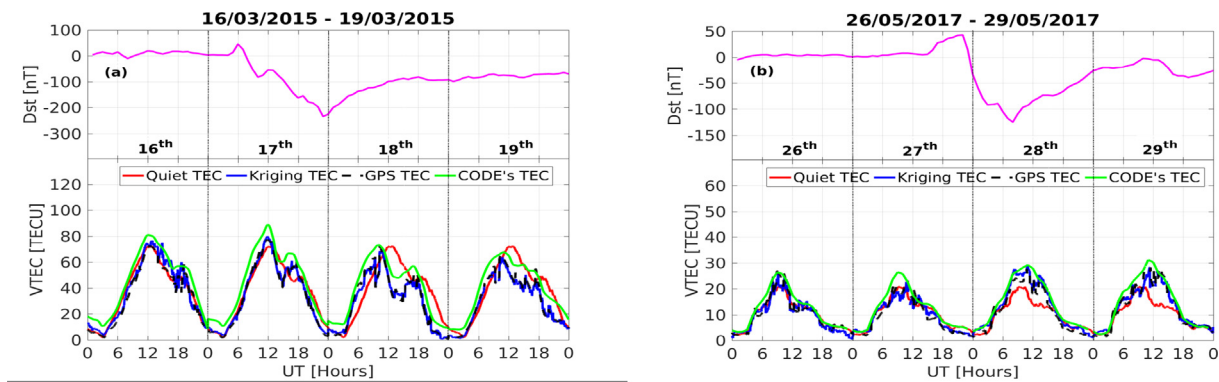 16/03/2015 - 19/03/2015
100
0
-100
-200
-300
Dst [nT]
(a)
16th 17th 18th 19th
Quiet TEC Kriging TEC GPS TEC CODE's TEC
120
100
80
60
40
20
0
VTEC [TECU]
0 6 12 18 0 6 12 18 0 6 12 18 0 6 12 18 0
UT [Hours]
26/05/2017 - 29/05/2017
50
0
-50
-100
-150
Dst [nT]
(b)
26th 27th 28th 29th
Quiet TEC Kriging TEC GPS TEC CODE's TEC
60
50
40
30
20
10
0
VTEC [TECU]
0 6 12 18 0 6 12 18 0 6 12 18 0 6 12 18 0
UT [Hours]